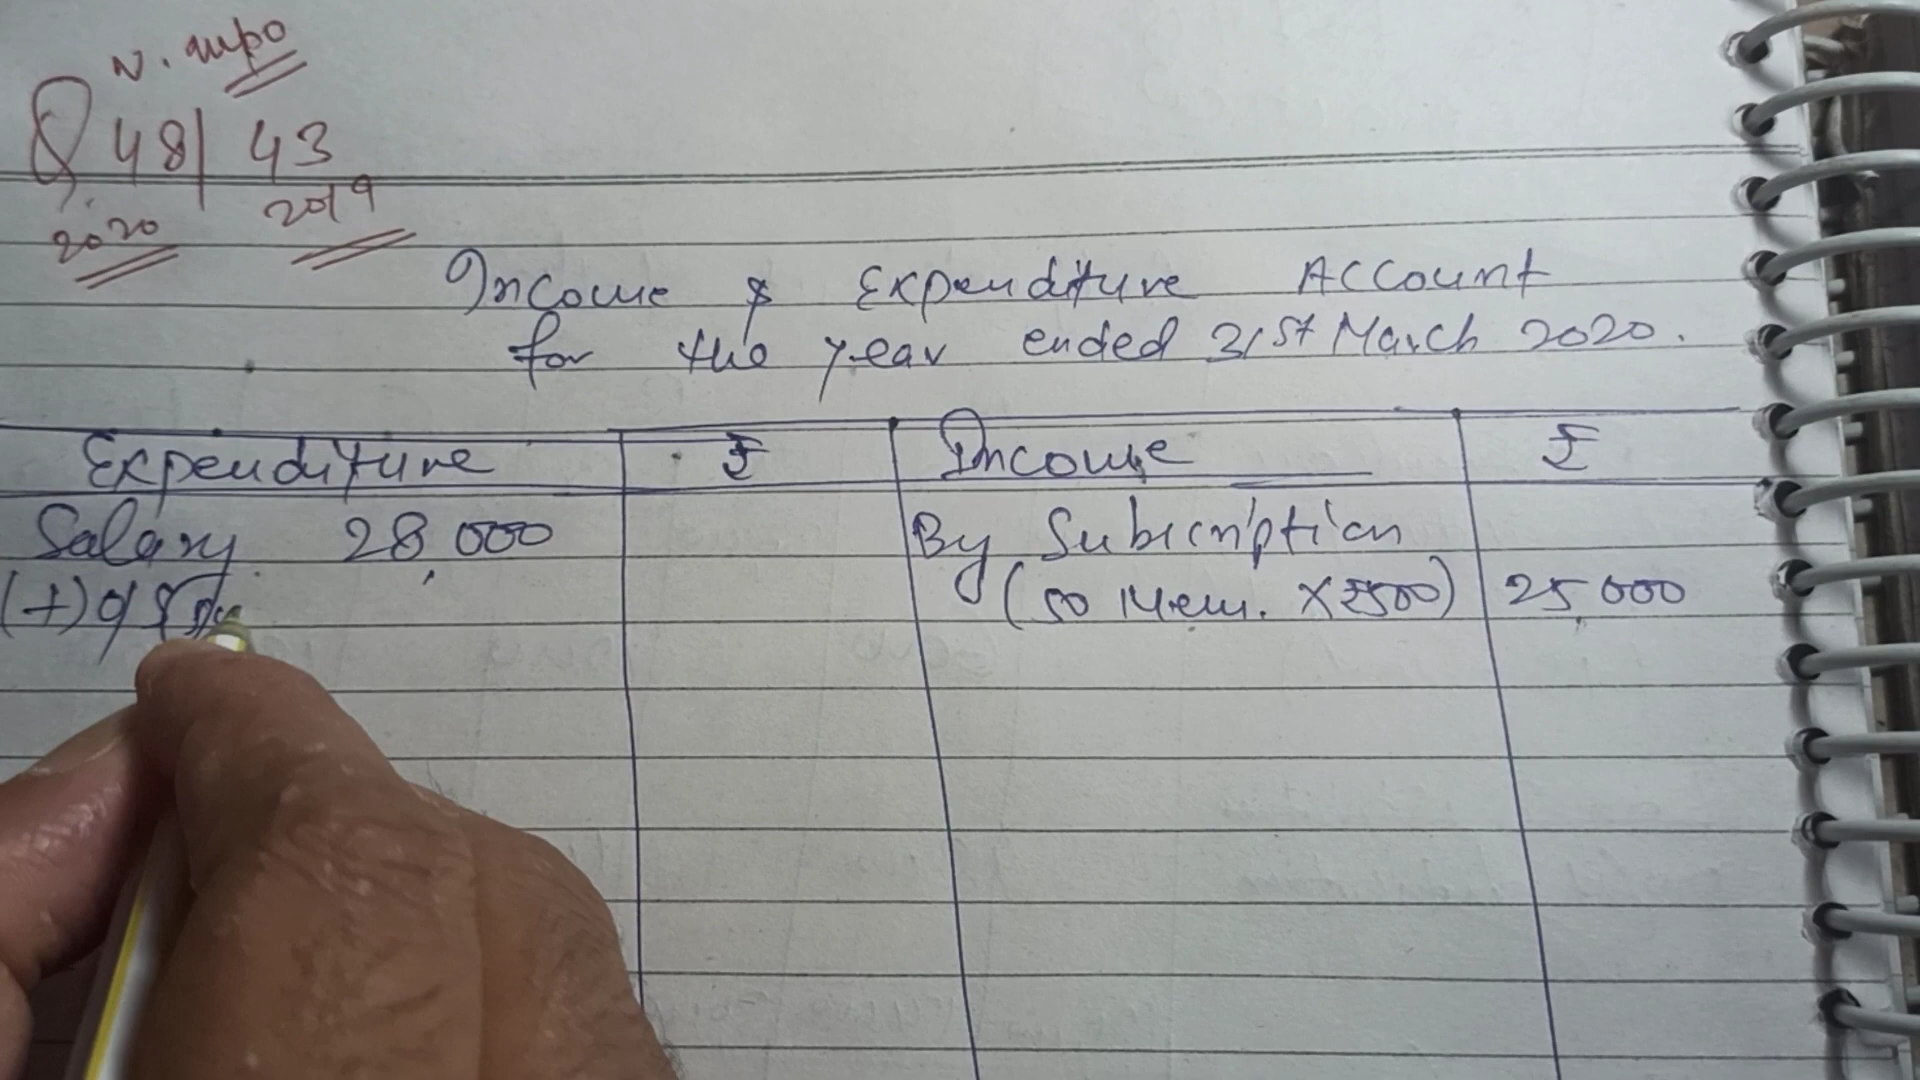 N. impo
Q. 48| 43
2020 2019
Income & Expenditure Account
for the year ended 31st March 2020.
Expenditure ₹ Income ₹
Salary 28,000 By Subscription
(+) o/s (50 Mem. X ₹500) 25,000